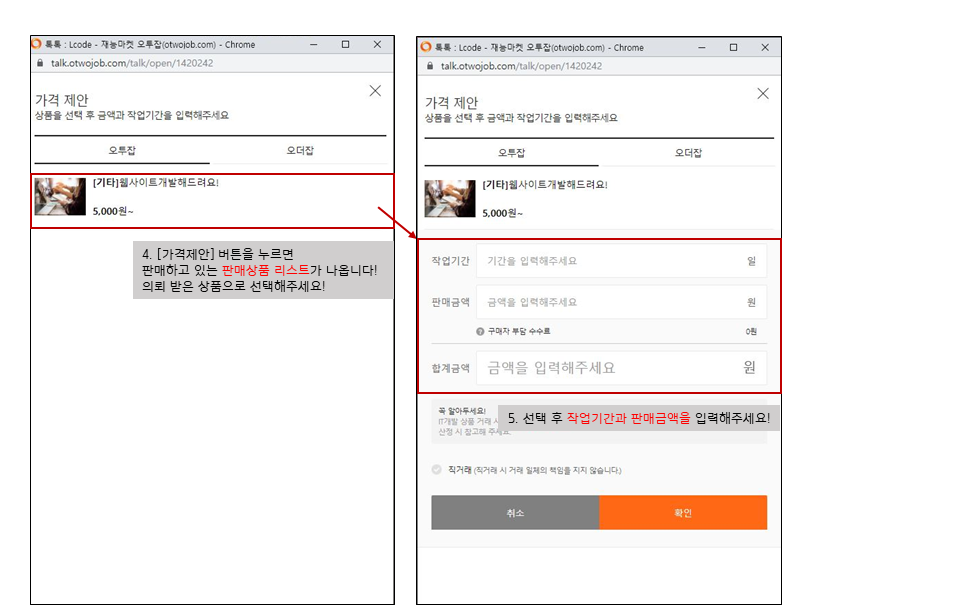 톡톡 : Lcode - 재능마켓 오투잡(otwojob.com) - Chrome
talk.otwojob.com/talk/open/1420242
가격 제안
상품을 선택 후 금액과 작업기간을 입력해주세요
오투잡
오더잡
[기타]웹사이트개발해드려요!
5,000원~
4. [가격제안] 버튼을 누르면
판매하고 있는 판매상품 리스트가 나옵니다!
의뢰 받은 상품으로 선택해주세요!
톡톡 : Lcode - 재능마켓 오투잡(otwojob.com) - Chrome
talk.otwojob.com/talk/open/1420242
가격 제안
상품을 선택 후 금액과 작업기간을 입력해주세요
오투잡
오더잡
[기타]웹사이트개발해드려요!
5,000원~
작업기간 기간을 입력해주세요 일
판매금액 금액을 입력해주세요 원
구매자 부담 수수료 0원
합계금액 금액을 입력해주세요 원
꼭 알아두세요!
IT개발 상품 거래 시
산정 시 참고해 주세요.
5. 선택 후 작업기간과 판매금액을 입력해주세요!
직거래 (직거래 시 거래 일체의 책임을 지지 않습니다.)
취소
확인